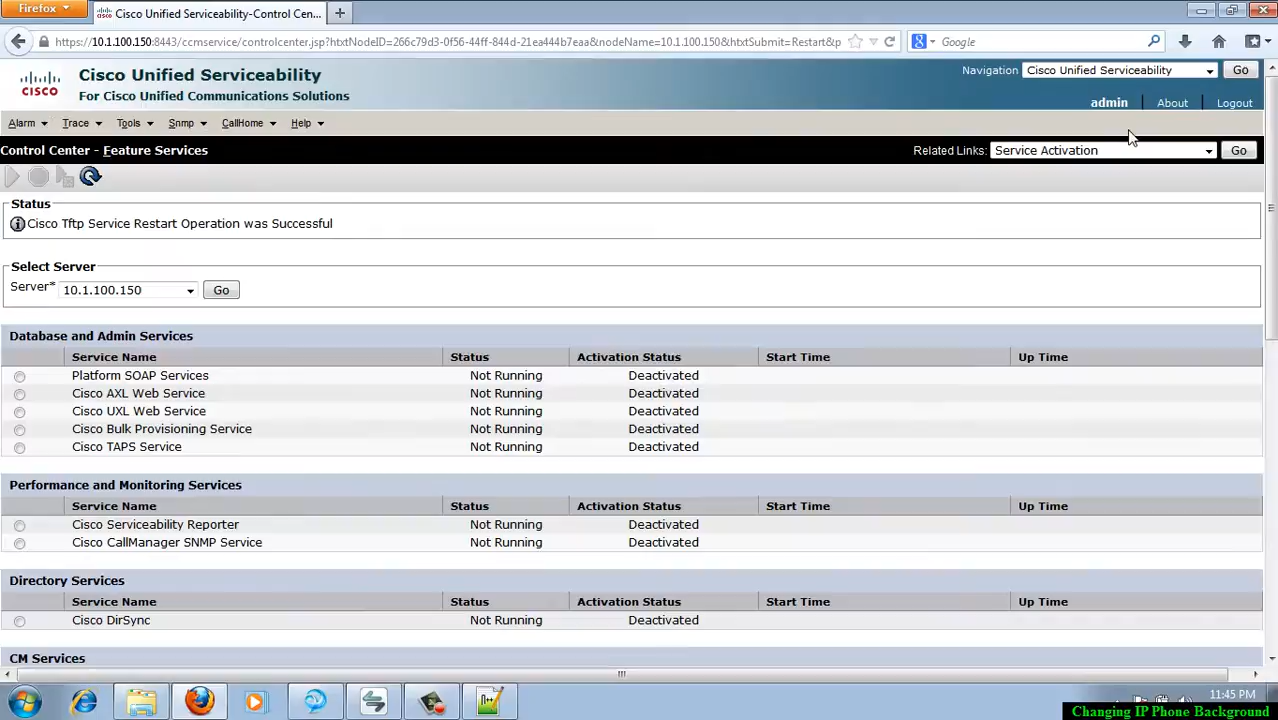 Firefox
Cisco Unified Serviceability-Control Cen...
https://10.1.100.150:8443/ccmservice/controlcenter.jsp?htxtNodeID=266c79d3-0f56-44ff-844d-21ea444b7eaa&nodeName=10.1.100.150&htxtSubmit=Restart&p
Google
Cisco Unified Serviceability
For Cisco Unified Communications Solutions
CISCO
Navigation Cisco Unified Serviceability Go
admin About Logout
Alarm Trace Tools Snmp CallHome Help
Control Center - Feature Services
Related Links: Service Activation Go
Status
Cisco Tftp Service Restart Operation was Successful
Select Server
Server* 10.1.100.150 Go
Database and Admin Services
Service Name Status Activation Status Start Time Up Time
Platform SOAP Services Not Running Deactivated
Cisco AXL Web Service Not Running Deactivated
Cisco UXL Web Service Not Running Deactivated
Cisco Bulk Provisioning Service Not Running Deactivated
Cisco TAPS Service Not Running Deactivated
Performance and Monitoring Services
Service Name Status Activation Status Start Time Up Time
Cisco Serviceability Reporter Not Running Deactivated
Cisco CallManager SNMP Service Not Running Deactivated
Directory Services
Service Name Status Activation Status Start Time Up Time
Cisco DirSync Not Running Deactivated
CM Services
11:45 PM
Changing IP Phone Background